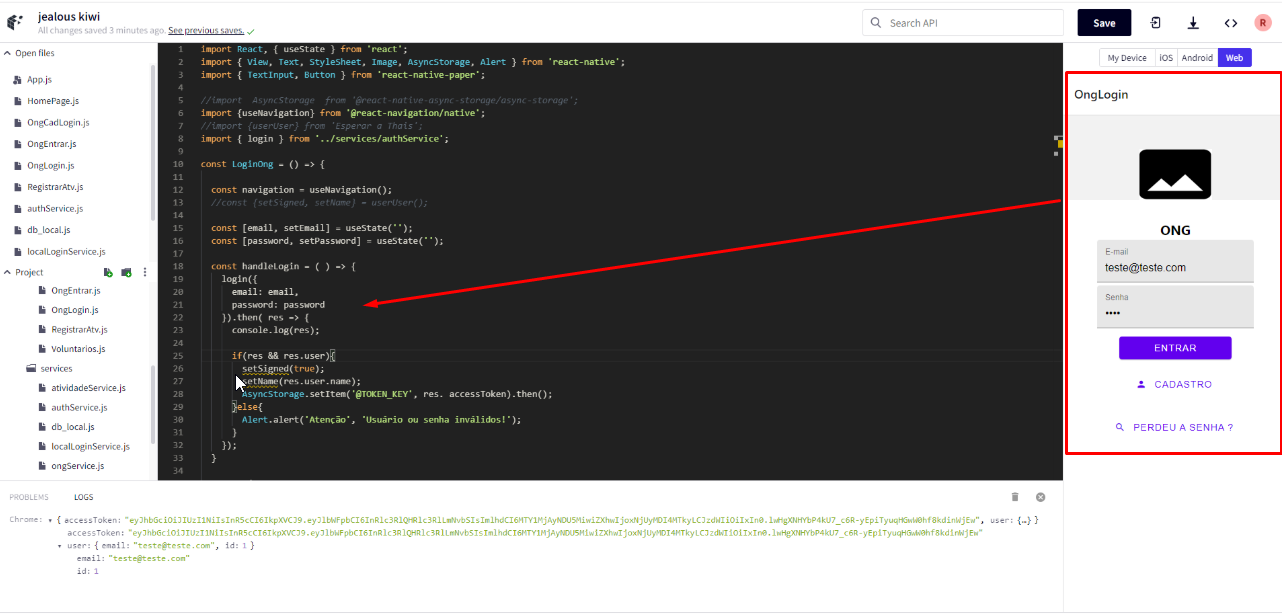 jealous kiwi
All changes saved 3 minutes ago. See previous saves.
Search API
Save
R
Open files
App.js
HomePage.js
OngCadLogin.js
OngEntrar.js
OngLogin.js
RegistrarAtv.js
authService.js
db_local.js
localLoginService.js
Project
OngEntrar.js
OngLogin.js
RegistrarAtv.js
Voluntarios.js
services
atividadeService.js
authService.js
db_local.js
localLoginService.js
ongService.js
1 import React, { useState } from 'react';
2 import { View, Text, StyleSheet, Image, AsyncStorage, Alert } from 'react-native';
3 import { TextInput, Button } from 'react-native-paper';
4
5 //import  AsyncStorage  from '@react-native-async-storage/async-storage';
6 import {useNavigation} from '@react-navigation/native';
7 //import {userUser} from 'Esperar a Thais';
8 import { login } from '../services/authService';
9
10 const LoginOng = () => {
11
12 const navigation = useNavigation();
13 //const {setSigned, setName} = userUser();
14
15 const [email, setEmail] = useState('');
16 const [password, setPassword] = useState('');
17
18 const handleLogin = ( ) => {
19 login({
20 email: email,
21 password: password
22 }).then( res => {
23 console.log(res);
24
25 if(res && res.user){
26 setSigned(true);
27 setName(res.user.name);
28 AsyncStorage.setItem('@TOKEN_KEY', res. accessToken).then();
29 }else{
30 Alert.alert('Atenção', 'Usuário ou senha inválidos!');
31 }
32 });
33 }
34
My Device iOS Android Web
OngLogin
ONG
E-mail
teste@teste.com
Senha
••••
ENTRAR
CADASTRO
PERDEU A SENHA ?
PROBLEMS LOGS
Chrome: ▾ { accessToken:
user: {…} }
accessToken:
▾ user: { email: "teste@teste.com", id: 1 }
email: "teste@teste.com"
id: 1